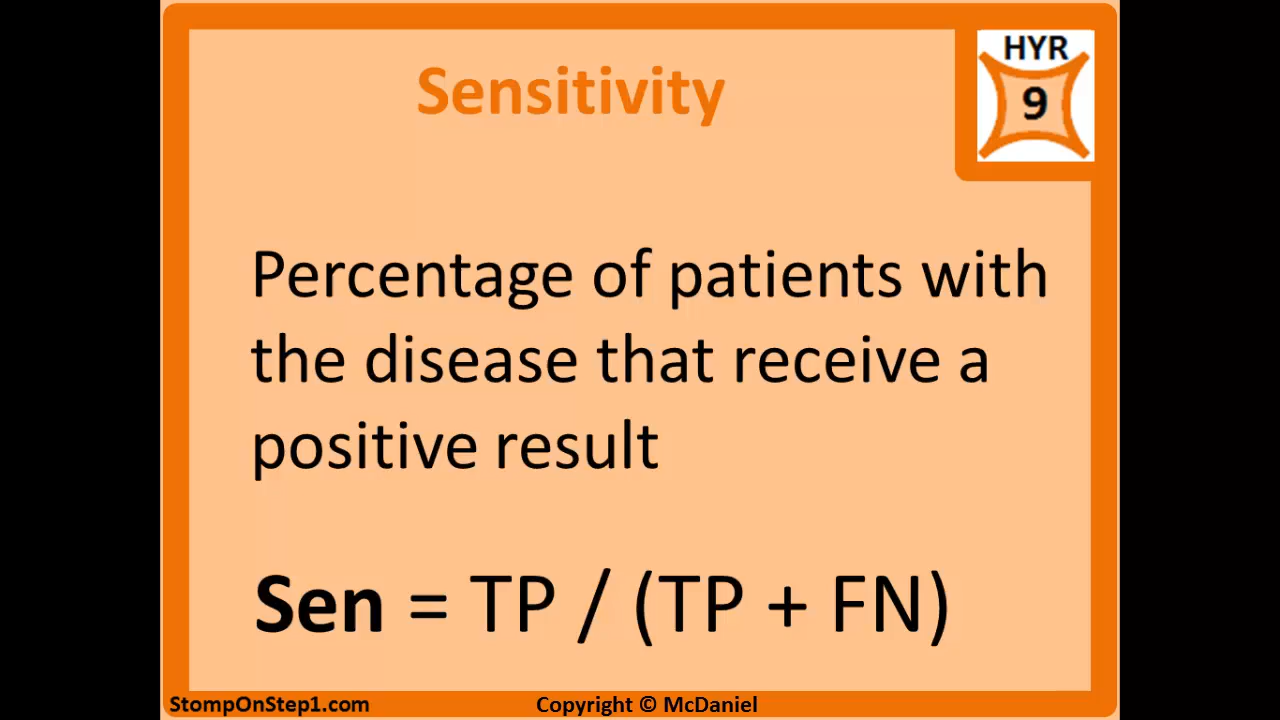 Sensitivity
HYR
9
Percentage of patients with
the disease that receive a
positive result
Sen = TP / (TP + FN)
StompOnStep1.com
Copyright © McDaniel